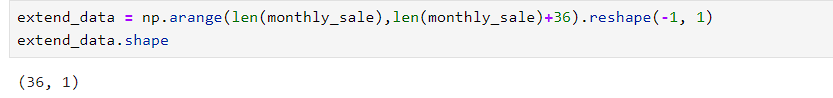 extend_data = np.arange(len(monthly_sale),len(monthly_sale)+36).reshape(-1, 1)
extend_data.shape
(36, 1)